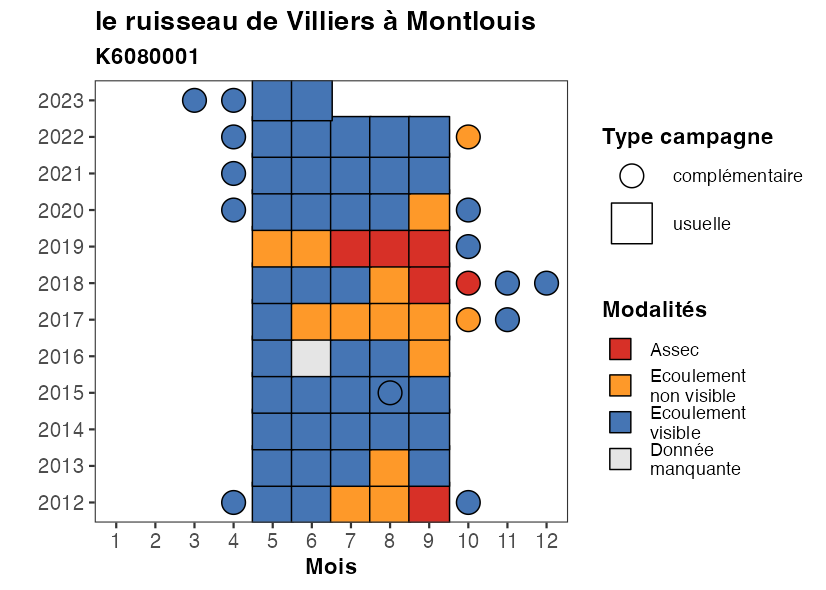 le ruisseau de Villiers à Montlouis
K6080001
2023
2022
2021
2020
2019
2018
2017
2016
2015
2014
2013
2012
1 2 3 4 5 6 7 8 9 10 11 12
Mois
Type campagne
complémentaire
usuelle
Modalités
Assec
Ecoulement
non visible
Ecoulement
visible
Donnée
manquante